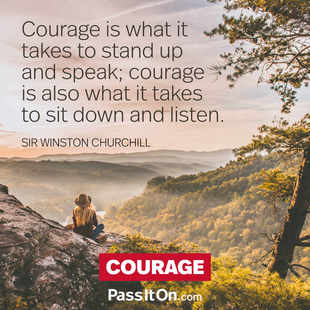 Courage is what it
takes to stand up
and speak; courage
is also what it takes
to sit down and listen.
SIR WINSTON CHURCHILL
COURAGE
PassItOn.com